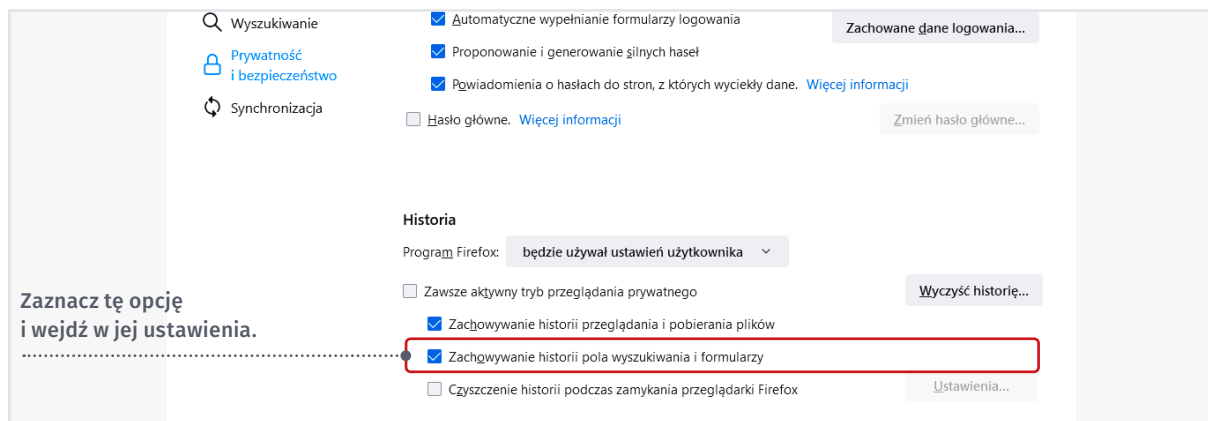 Wyszukiwanie
Prywatność
i bezpieczeństwo
Synchronizacja
Automatyczne wypełnianie formularzy logowania
Zachowane dane logowania...
Proponowanie i generowanie silnych haseł
Powiadomienia o hasłach do stron, z których wyciekły dane. Więcej informacji
Hasło główne. Więcej informacji
Zmień hasło główne...
Historia
Program Firefox: będzie używał ustawień użytkownika
Zawsze aktywny tryb przeglądania prywatnego
Wyczyść historię...
Zachowywanie historii przeglądania i pobierania plików
Zachowywanie historii pola wyszukiwania i formularzy
Czyszczenie historii podczas zamykania przeglądarki Firefox
Ustawienia...
Zaznacz tę opcję
i wejdź w jej ustawienia.